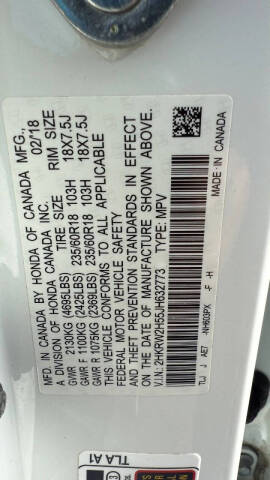 MFD. IN CANADA BY HONDA OF CANADA MFG.,
A DIVISION OF HONDA CANADA INC. 02/18
TIRE SIZE RIM SIZE
GVWR 2130KG (4695LBS)
GAWR F 1100KG (2425LBS) 235/60R18 103H 18X7.5J
GAWR R 1075KG (2369LBS) 235/60R18 103H 18X7.5J
THIS VEHICLE CONFORMS TO ALL APPLICABLE
FEDERAL MOTOR VEHICLE SAFETY
AND THEFT PREVENTION STANDARDS IN EFFECT
ON THE DATE OF MANUFACTURE SHOWN ABOVE.
V.I.N: 2HKRW2H55JH632773 TYPE: MPV
TLJ J AE7 -NH603PX -F -H
MADE IN CANADA
TLA A1